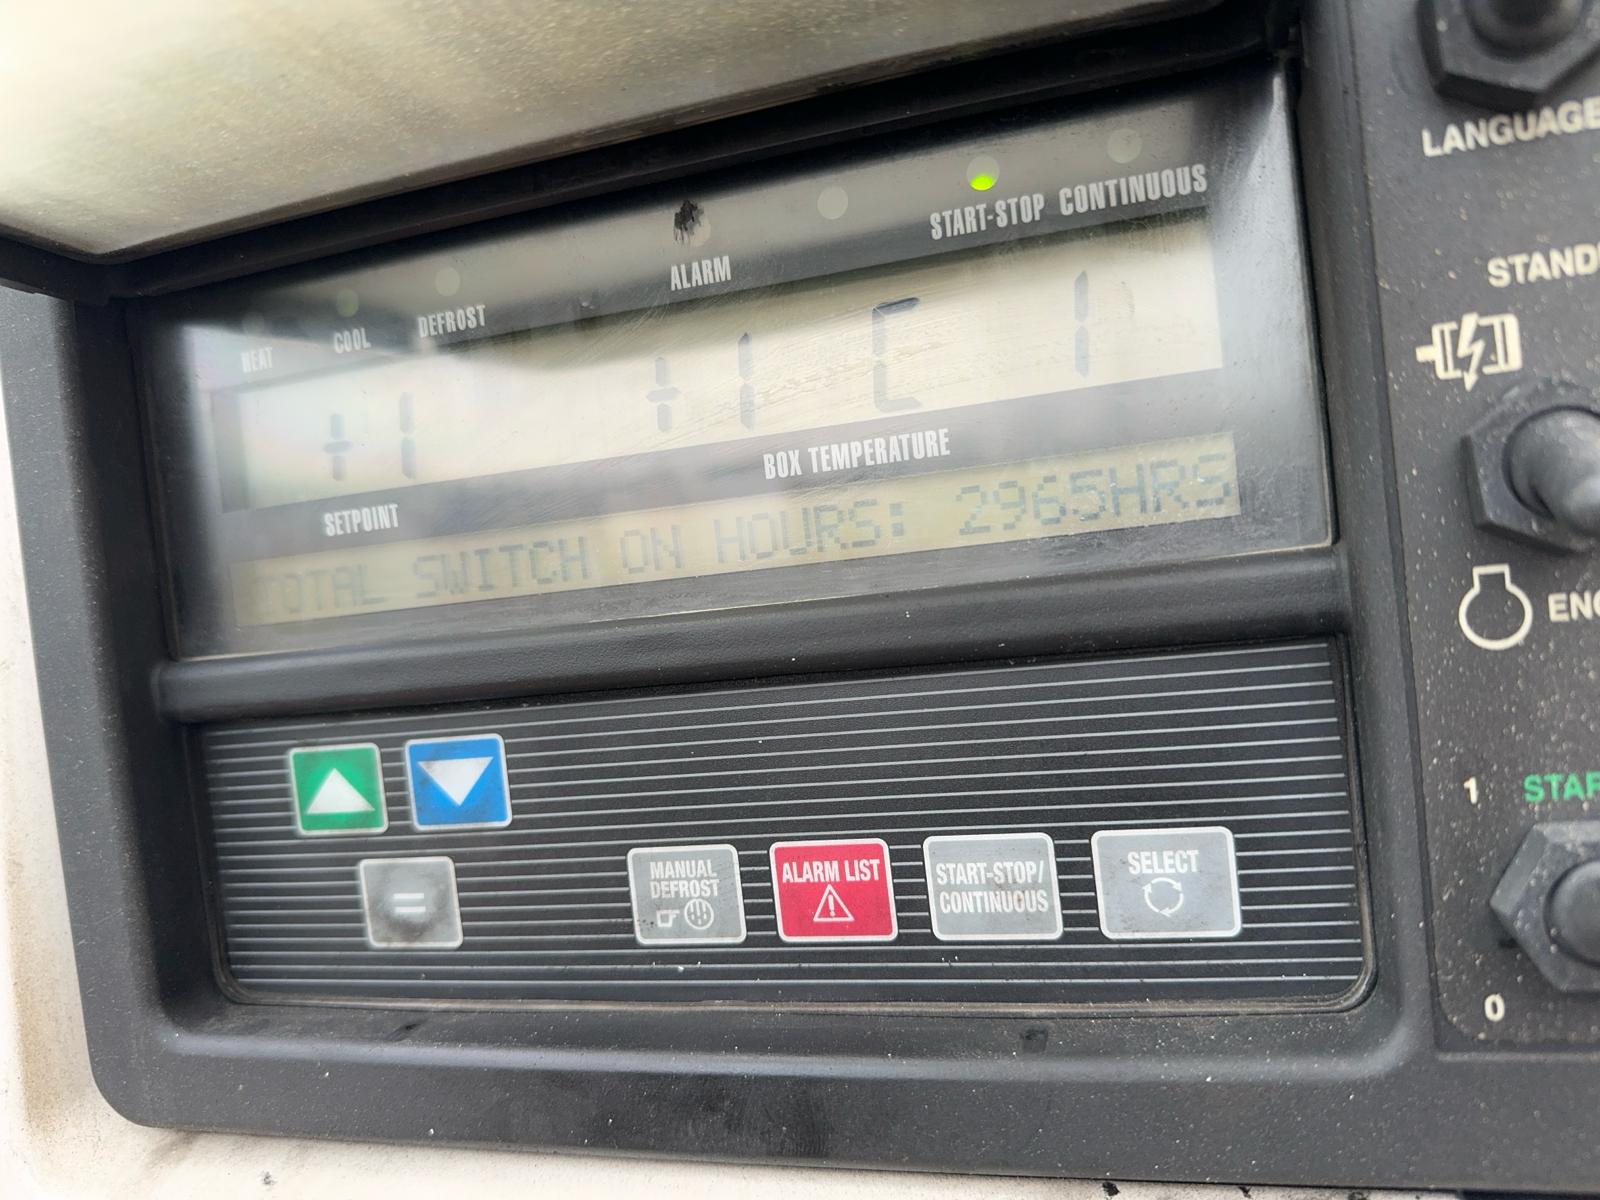 LANGUAGE
START-STOP CONTINUOUS
ALARM
HEAT COOL DEFROST
+1 +1 C 1
SETPOINT BOX TEMPERATURE
TOTAL SWITCH ON HOURS: 2965HRS
MANUAL
DEFROST
ALARM LIST
START-STOP/
CONTINUOUS
SELECT
=
1
0